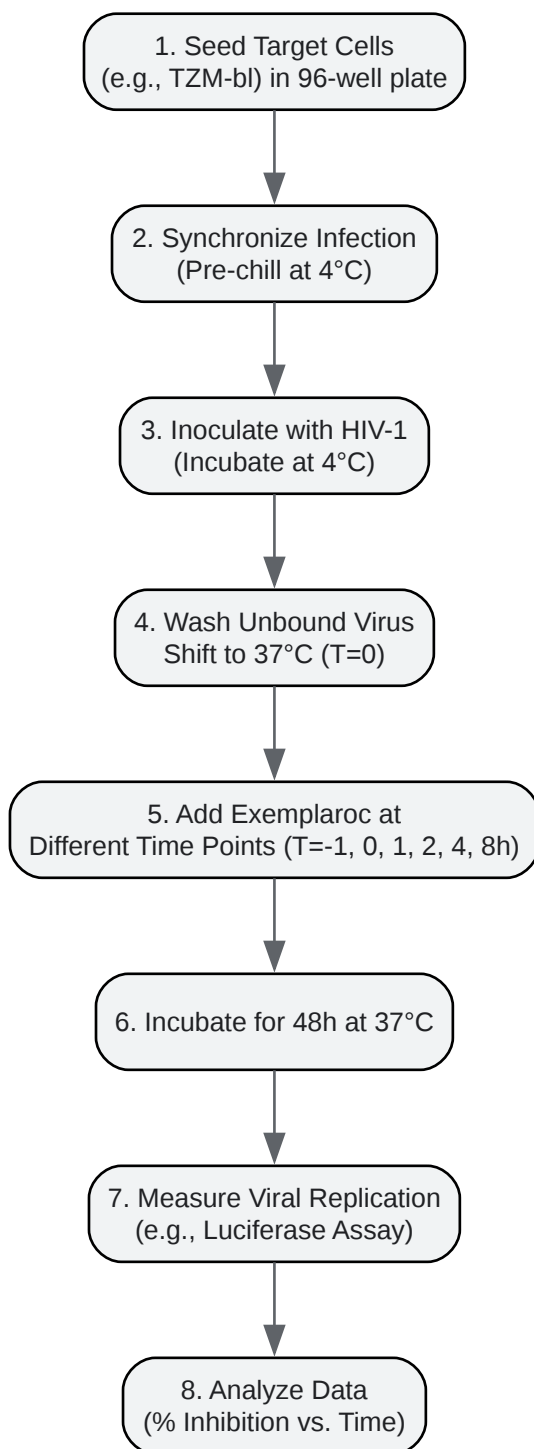 1. Seed Target Cells
(e.g., TZM-bl) in 96-well plate
2. Synchronize Infection
(Pre-chill at 4°C)
3. Inoculate with HIV-1
(Incubate at 4°C)
4. Wash Unbound Virus
Shift to 37°C (T=0)
5. Add Exemplaroc at
Different Time Points (T=-1, 0, 1, 2, 4, 8h)
6. Incubate for 48h at 37°C
7. Measure Viral Replication
(e.g., Luciferase Assay)
8. Analyze Data
(% Inhibition vs. Time)